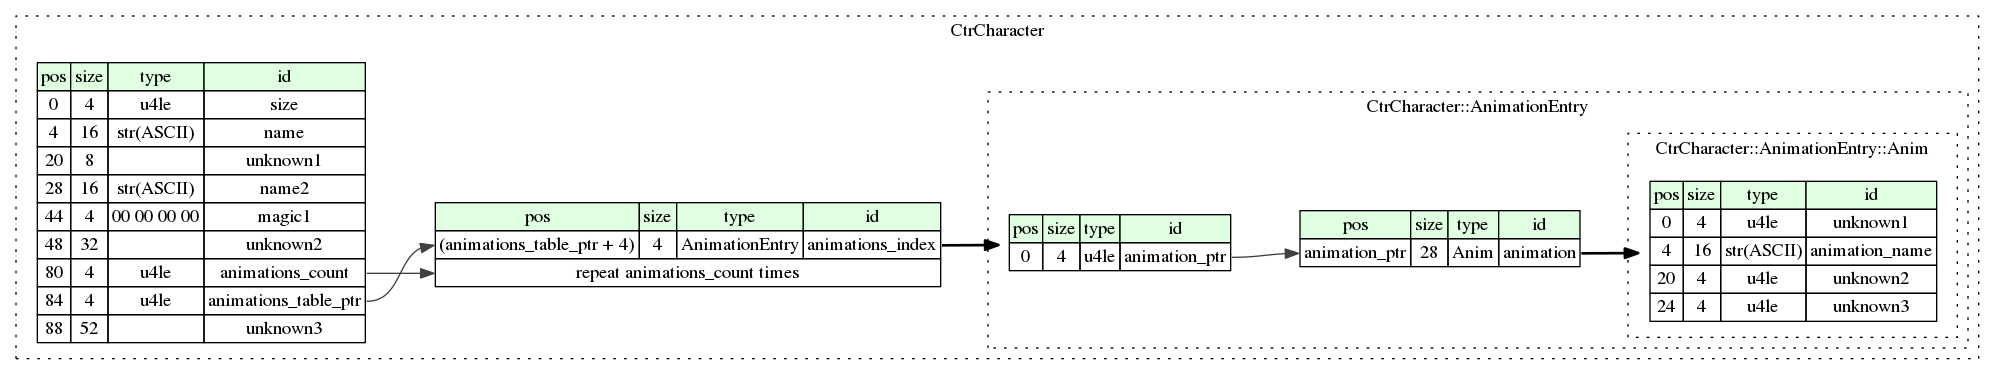 CtrCharacter
pos size type id
0 4 u4le size
4 16 str(ASCII) name
20 8 unknown1
28 16 str(ASCII) name2
44 4 00 00 00 00 magic1
48 32 unknown2
80 4 u4le animations_count
84 4 u4le animations_table_ptr
88 52 unknown3
pos size type id
(animations_table_ptr + 4) 4 AnimationEntry animations_index
repeat animations_count times
CtrCharacter::AnimationEntry
pos size type id
0 4 u4le animation_ptr
pos size type id
animation_ptr 28 Anim animation
CtrCharacter::AnimationEntry::Anim
pos size type id
0 4 u4le unknown1
4 16 str(ASCII) animation_name
20 4 u4le unknown2
24 4 u4le unknown3